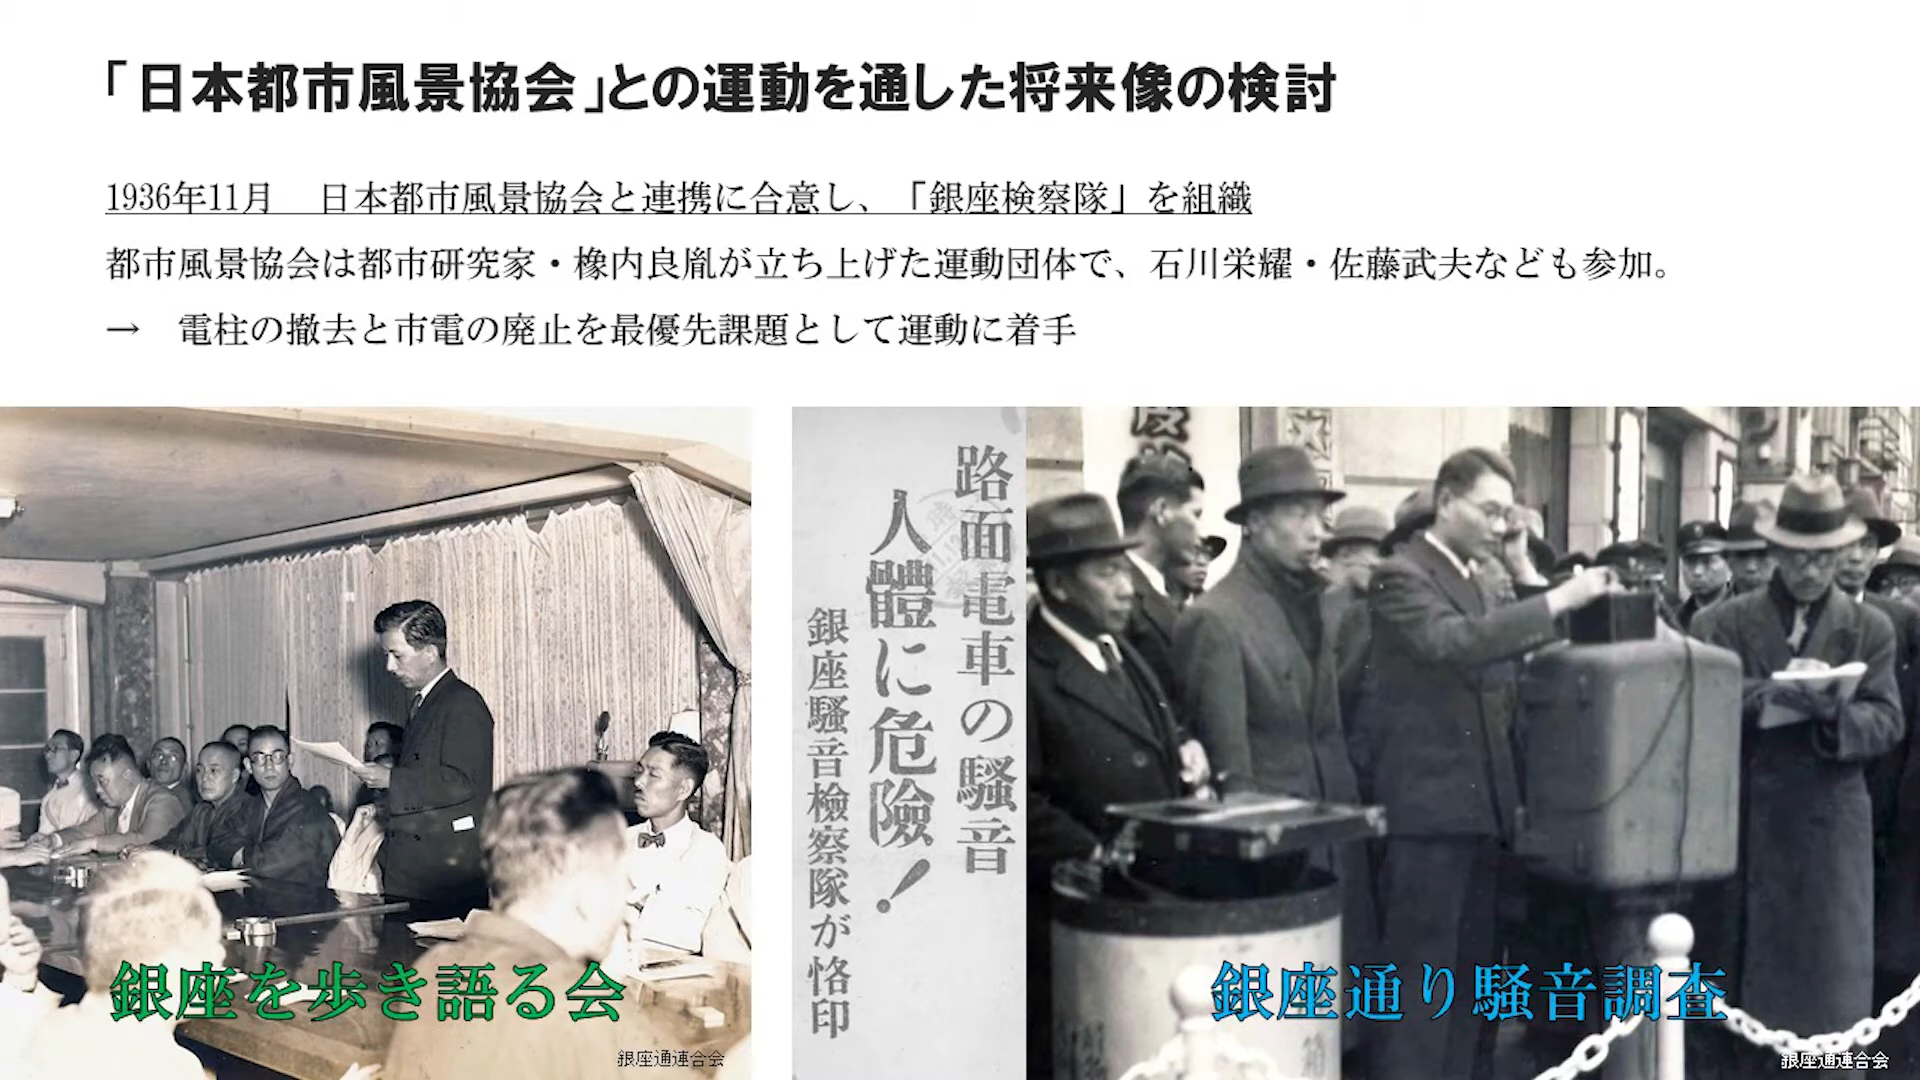 「日本都市風景協会」との運動を通した将来像の検討
1936年11月　日本都市風景協会と連携に合意し、「銀座検察隊」を組織
都市風景協会は都市研究家・橡内良胤が立ち上げた運動団体で、石川栄耀・佐藤武夫なども参加。
→　電柱の撤去と市電の廃止を最優先課題として運動に着手
路面電車の騒音
人體に危險！
銀座騒音檢察隊が烙印
銀座を歩き語る会
銀座通連合会
銀座通り騒音調査
銀座通連合会